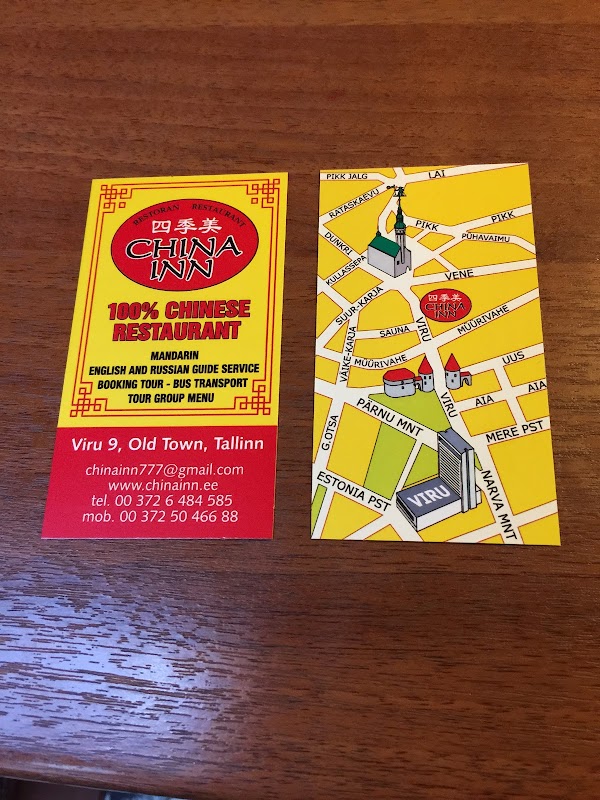 RESTORAN RESTAURANT
四季美
CHINA
INN
100% CHINESE
RESTAURANT
MANDARIN
ENGLISH AND RUSSIAN GUIDE SERVICE
BOOKING TOUR - BUS TRANSPORT
TOUR GROUP MENU
Viru 9, Old Town, Tallinn
chinainn777@gmail.com
www.chinainn.ee
tel. 00 372 6 484 585
mob. 00 372 50 466 88
PIKK JALG
LAI
RATASKAEVU
PIKK
PIKK
DUNKRI
PÜHAVAIMU
KULLASSEPA
VENE
四季美
CHINA
INN
SUUR-KARJA
VIRU
MÜÜRIVAHE
SAUNA
VÄIKE-KARJA
MÜÜRIVAHE
UUS
AIA
VIRU
AIA
PÄRNU MNT
MERE PST
G.OTSA
ESTONIA PST
VIRU
NARVA MNT